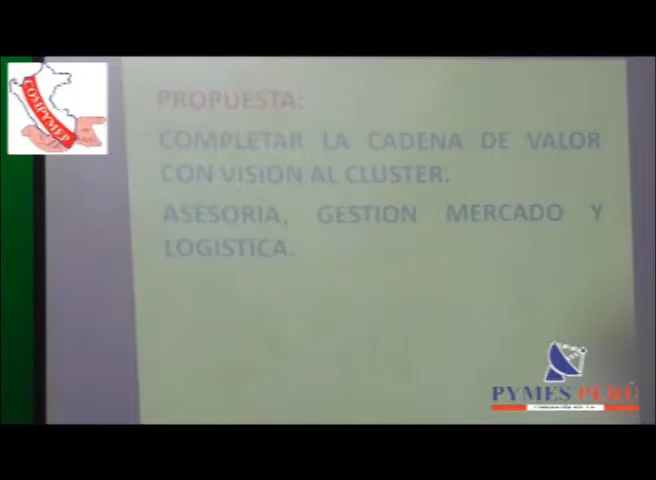 COMPYMEP
PROPUESTA:
COMPLETAR LA CADENA DE VALOR
CON VISION AL CLUSTER.
ASESORIA, GESTION MERCADO Y
LOGISTICA.
PYMES PERÚ